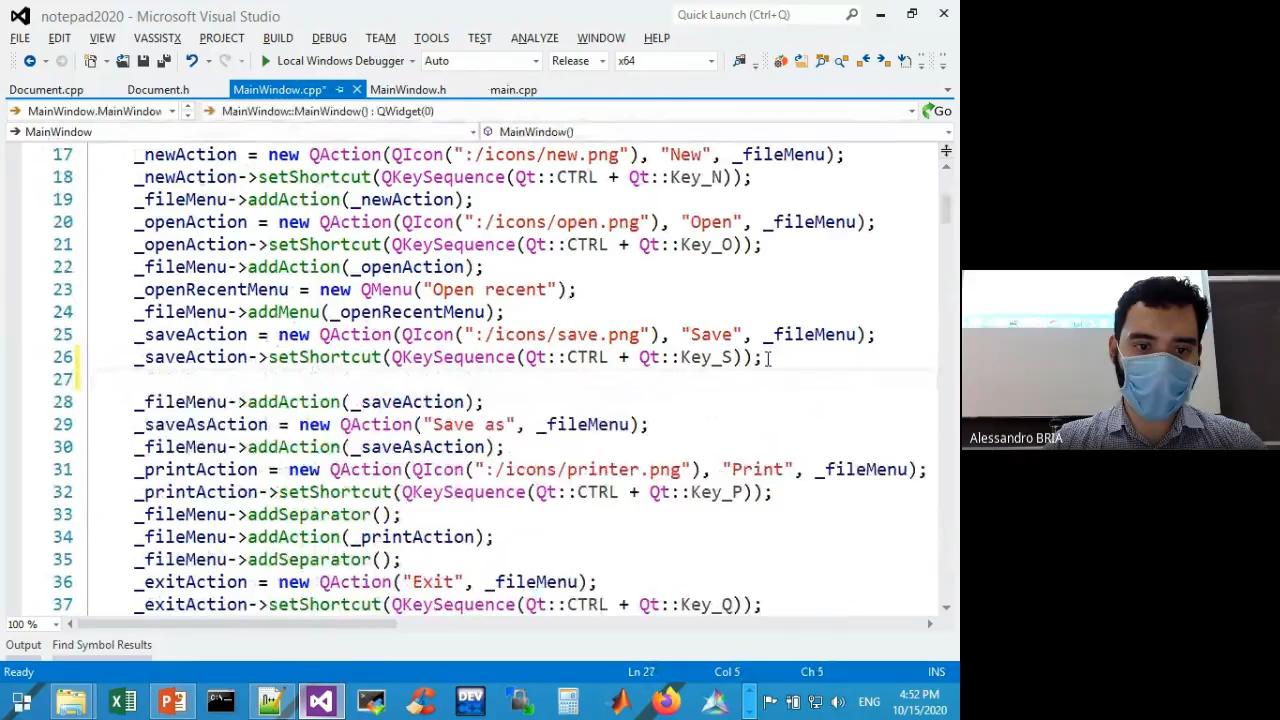 notepad2020 - Microsoft Visual Studio
Quick Launch (Ctrl+Q)
FILE EDIT VIEW VASSISTX PROJECT BUILD DEBUG TEAM TOOLS TEST ANALYZE WINDOW HELP
Local Windows Debugger Auto Release x64
Document.cpp Document.h MainWindow.cpp* MainWindow.h main.cpp
MainWindow.MainWindow MainWindow::MainWindow() : QWidget(0) Go
MainWindow MainWindow()
17 _newAction = new QAction(QIcon(":/icons/new.png"), "New", _fileMenu);
18 _newAction->setShortcut(QKeySequence(Qt::CTRL + Qt::Key_N));
19 _fileMenu->addAction(_newAction);
20 _openAction = new QAction(QIcon(":/icons/open.png"), "Open", _fileMenu);
21 _openAction->setShortcut(QKeySequence(Qt::CTRL + Qt::Key_O));
22 _fileMenu->addAction(_openAction);
23 _openRecentMenu = new QMenu("Open recent");
24 _fileMenu->addMenu(_openRecentMenu);
25 _saveAction = new QAction(QIcon(":/icons/save.png"), "Save", _fileMenu);
26 _saveAction->setShortcut(QKeySequence(Qt::CTRL + Qt::Key_S));
27
28 _fileMenu->addAction(_saveAction);
29 _saveAsAction = new QAction("Save as", _fileMenu);
30 _fileMenu->addAction(_saveAsAction);
31 _printAction = new QAction(QIcon(":/icons/printer.png"), "Print", _fileMenu);
32 _printAction->setShortcut(QKeySequence(Qt::CTRL + Qt::Key_P));
33 _fileMenu->addSeparator();
34 _fileMenu->addAction(_printAction);
35 _fileMenu->addSeparator();
36 _exitAction = new QAction("Exit", _fileMenu);
37 _exitAction->setShortcut(QKeySequence(Qt::CTRL + Qt::Key_Q));
100 %
Output Find Symbol Results
Ready Ln 27 Col 5 Ch 5 INS
DEV
ENG
4:52 PM
10/15/2020
Alessandro BRIA